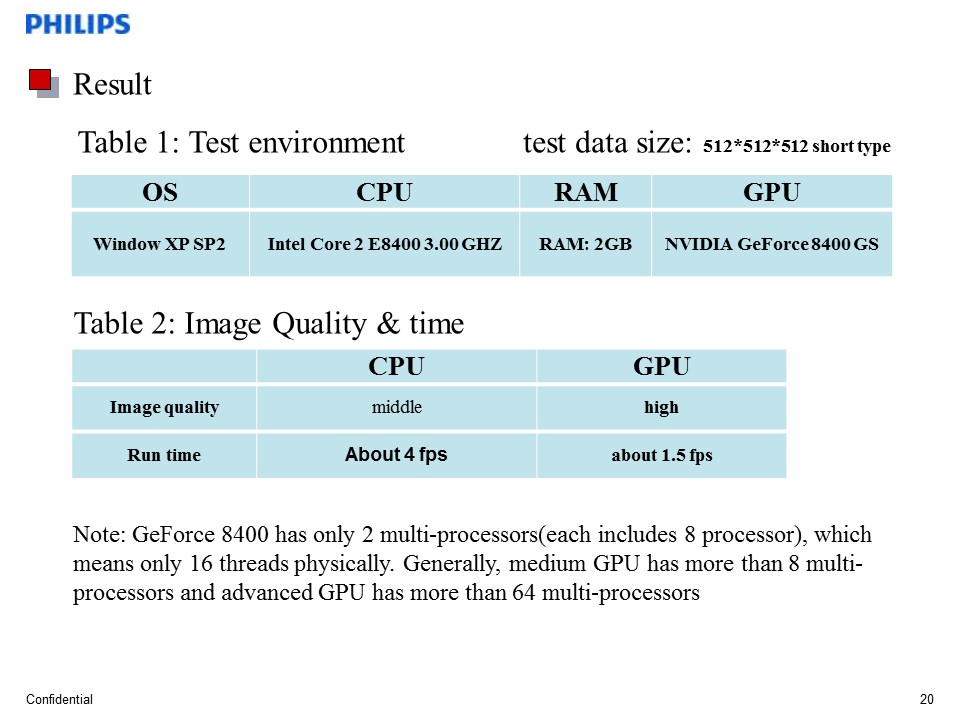 PHILIPS
Result
Table 1: Test environment test data size: 512*512*512 short type
OS CPU RAM GPU
Window XP SP2 Intel Core 2 E8400 3.00 GHZ RAM: 2GB NVIDIA GeForce 8400 GS
Table 2: Image Quality & time
CPU GPU
Image quality middle high
Run time About 4 fps about 1.5 fps
Note: GeForce 8400 has only 2 multi-processors(each includes 8 processor), which
means only 16 threads physically. Generally, medium GPU has more than 8 multi-
processors and advanced GPU has more than 64 multi-processors
Confidential 20